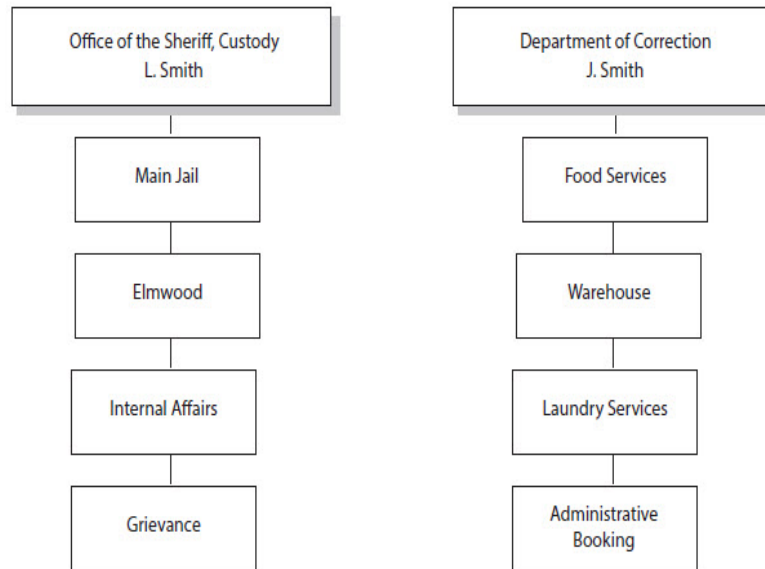 Office of the Sheriff, Custody
L. Smith
Main Jail
Elmwood
Internal Affairs
Grievance
Department of Correction
J. Smith
Food Services
Warehouse
Laundry Services
Administrative
Booking